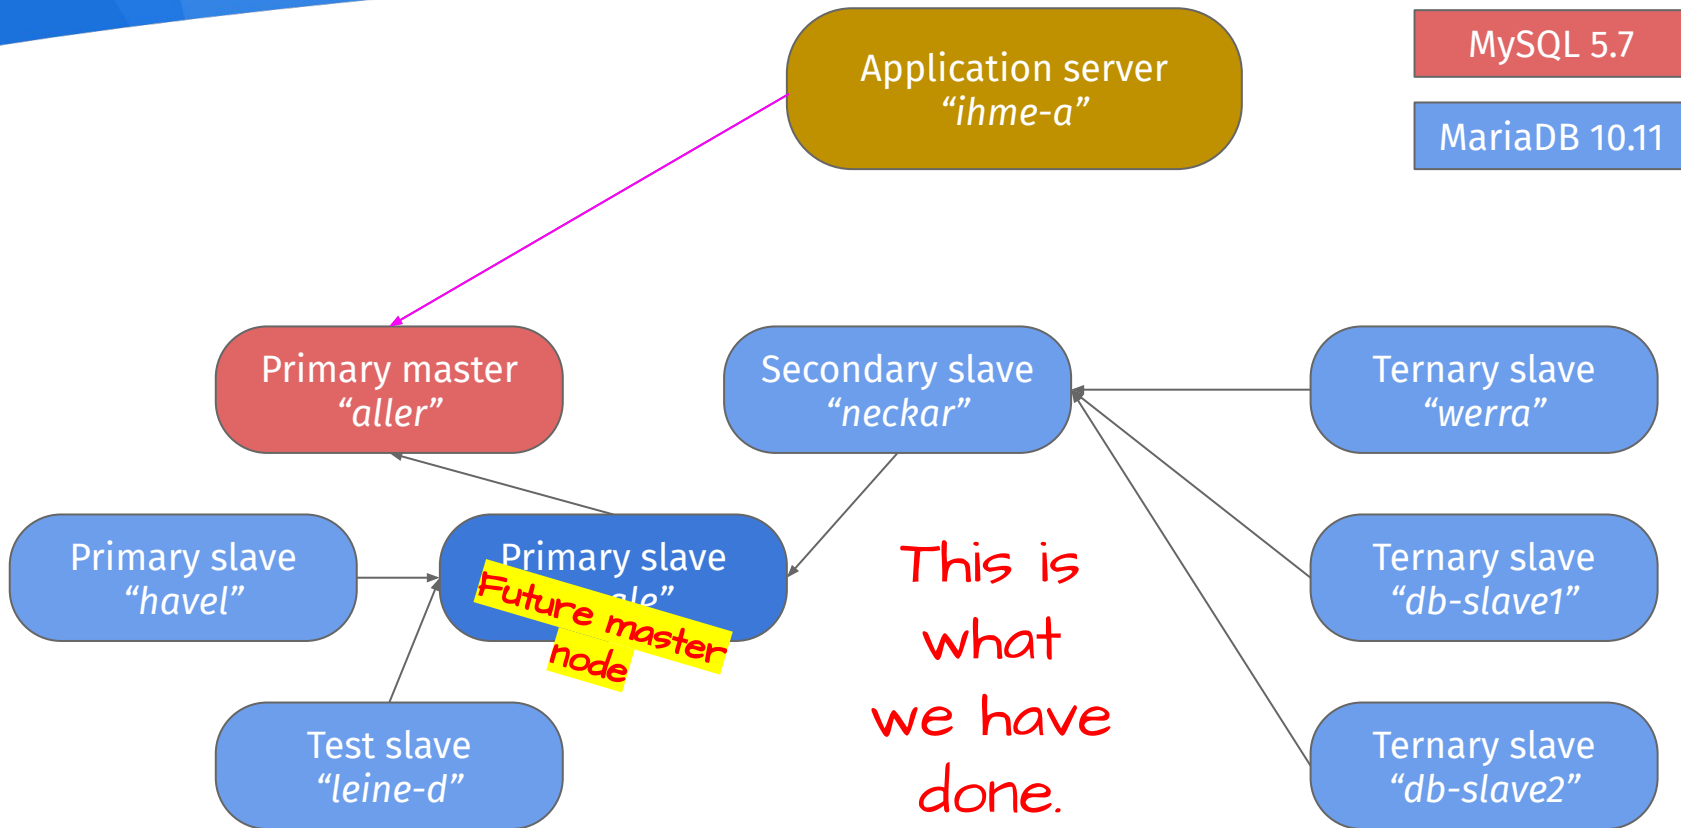 Application server
“ihme-a”
MySQL 5.7
MariaDB 10.11
Primary master
“aller”
Secondary slave
“neckar”
Ternary slave
“werra”
Primary slave
“havel”
Primary slave
Future master
node
Ternary slave
“db-slave1”
Test slave
“leine-d”
Ternary slave
“db-slave2”
This is
what
we have
done.